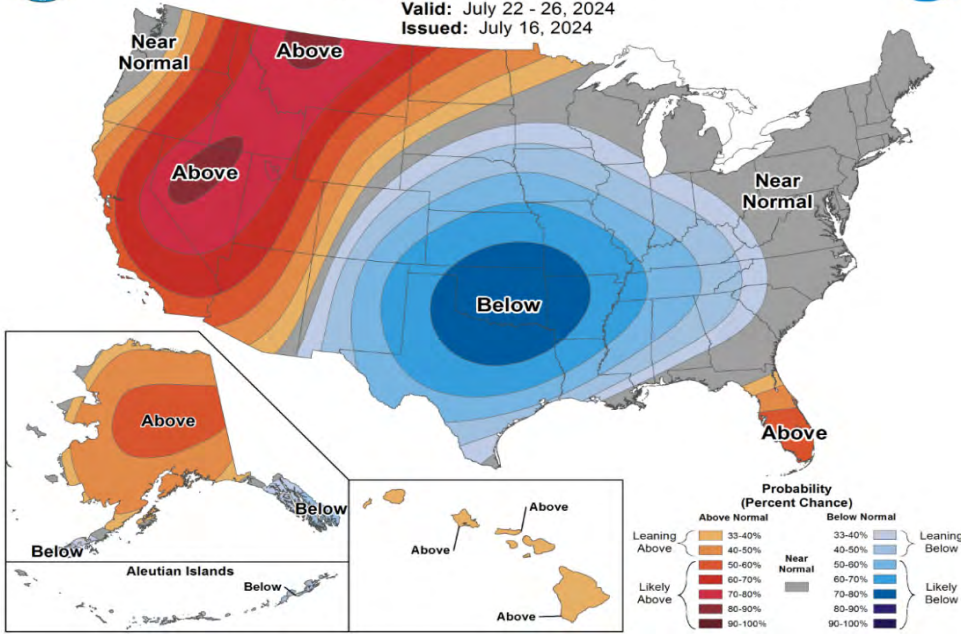 Valid: July 22 - 26, 2024
Issued: July 16, 2024
Near
Normal
Above
Above
Near
Normal
Below
Above
Above
Below
Below
Aleutian Islands
Below
Above
Above
Above
Probability
(Percent Chance)
Above Normal
Below Normal
Leaning
Above
33-40%
40-50%
50-60%
60-70%
70-80%
80-90%
90-100%
Likely
Above
Near
Normal
33-40%
40-50%
50-60%
60-70%
70-80%
80-90%
90-100%
Leaning
Below
Likely
Below